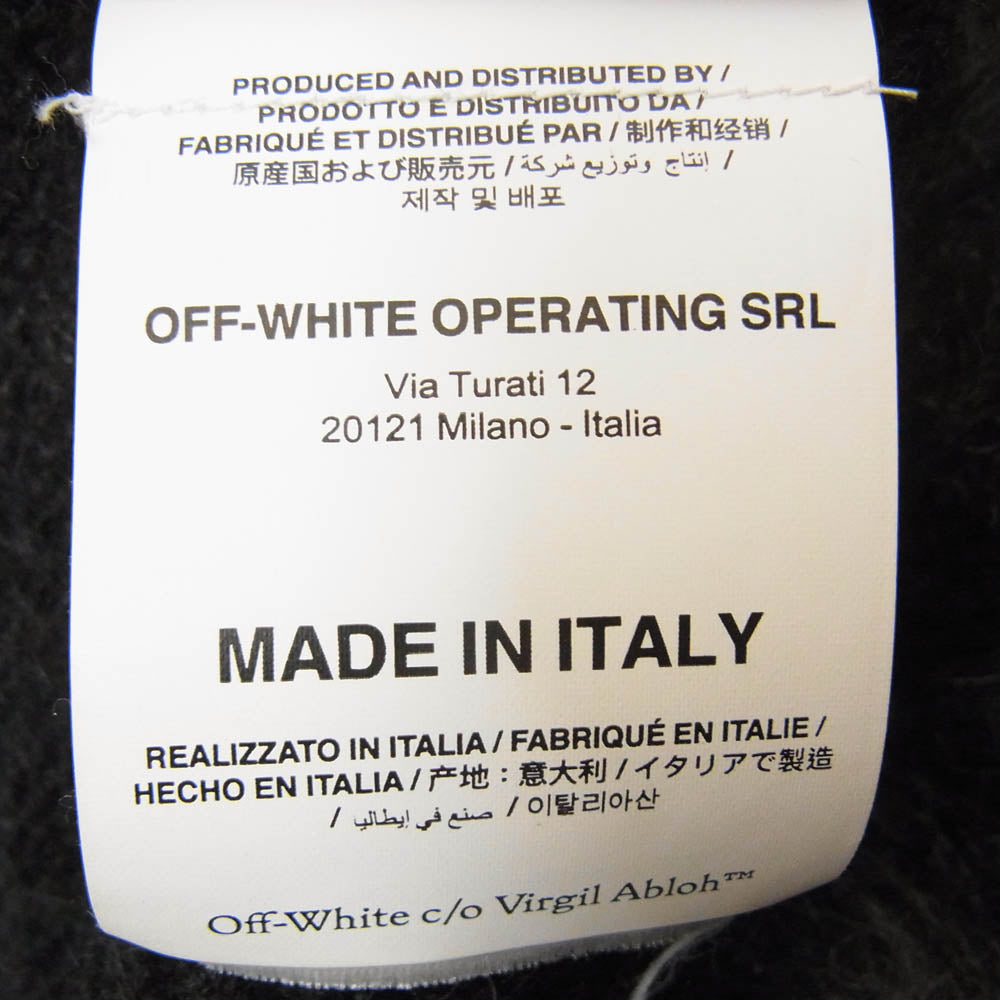 PRODUCED AND DISTRIBUTED BY /
PRODOTTO E DISTRIBUITO DA /
FABRIQUÉ ET DISTRIBUÉ PAR / 制作和经销 /
原産国および販売元 / إنتاج وتوزيع شركة /
제작 및 배포
OFF-WHITE OPERATING SRL
Via Turati 12
20121 Milano - Italia
MADE IN ITALY
REALIZZATO IN ITALIA / FABRIQUÉ EN ITALIE /
HECHO EN ITALIA / 产地：意大利 / イタリアで製造
/ صنع في إيطاليا / 이탈리아산
Off-White c/o Virgil Abloh™